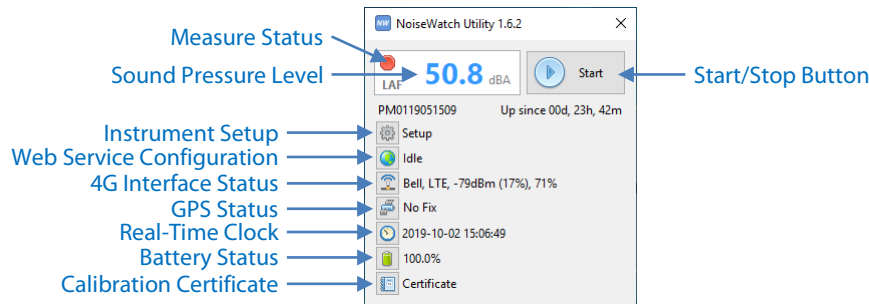 NW NoiseWatch Utility 1.6.2
Measure Status
Sound Pressure Level
LAF 50.8 dBA
Start
Start/Stop Button
PM0119051509 Up since 00d, 23h, 42m
Instrument Setup
Setup
Web Service Configuration
Idle
4G Interface Status
Bell, LTE, -79dBm (17%), 71%
GPS Status
No Fix
Real-Time Clock
2019-10-02 15:06:49
Battery Status
100.0%
Calibration Certificate
Certificate